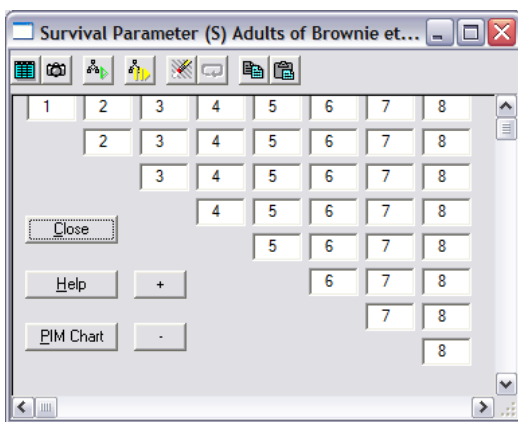 Survival Parameter (S) Adults of Brownie et...
1 2 3 4 5 6 7 8
2 3 4 5 6 7 8
3 4 5 6 7 8
4 5 6 7 8
Close
5 6 7 8
Help + 6 7 8
7 8
PIM Chart -
8